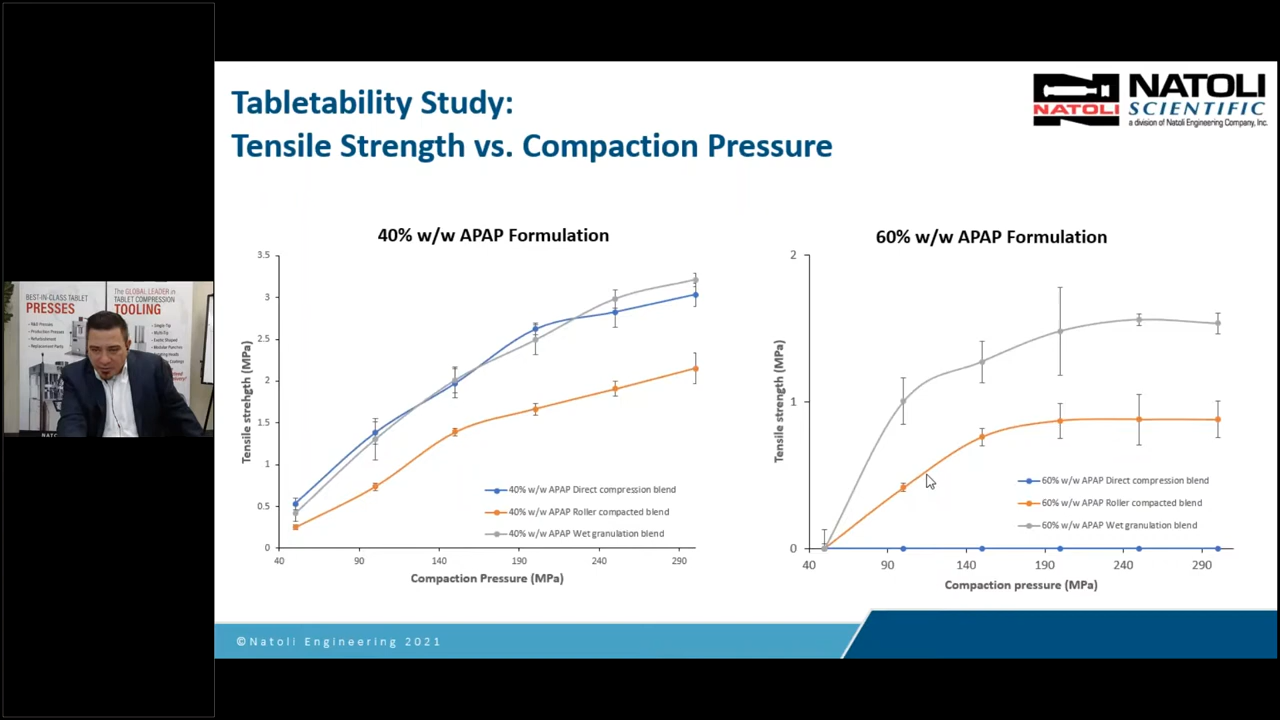 Tabletability Study:
Tensile Strength vs. Compaction Pressure
NATOLI
NATOLI
SCIENTIFIC
a division of Natoli Engineering Company, Inc.
BEST-IN-CLASS TABLET
PRESSES
The GLOBAL LEADER in
TABLET COMPRESSION
TOOLING
40% w/w APAP Formulation
3.5
3
2.5
2
1.5
1
0.5
0
40
90
140
190
240
290
Tensile strehgth (MPa)
Compaction Pressure (MPa)
40% w/w APAP Direct compression blend
40% w/w APAP Roller compacted blend
40% w/w APAP Wet granulation blend
60% w/w APAP Formulation
2
1
0
40
90
140
190
240
290
Tensile strength (MPa)
Compaction pressure (MPa)
60% w/w APAP Direct compression blend
60% w/w APAP Roller compacted blend
60% w/w APAP Wet granulation blend
©Natoli Engineering 2021